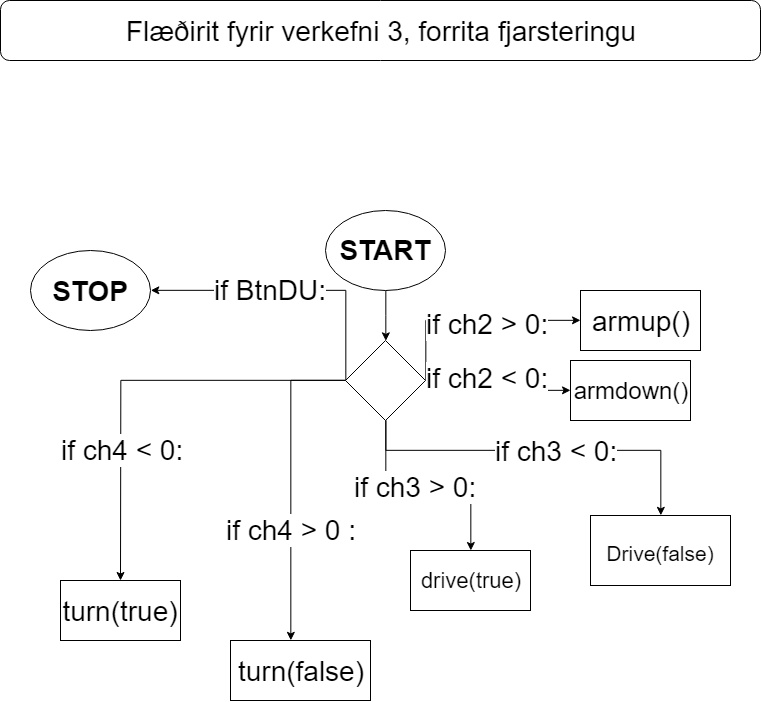 Flæðirit fyrir verkefni 3, forrita fjarsteringu
START
STOP
if BtnDU:
if ch2 > 0:
armup()
if ch2 < 0:
armdown()
if ch4 < 0:
if ch3 < 0:
if ch3 > 0:
if ch4 > 0 :
Drive(false)
drive(true)
turn(true)
turn(false)